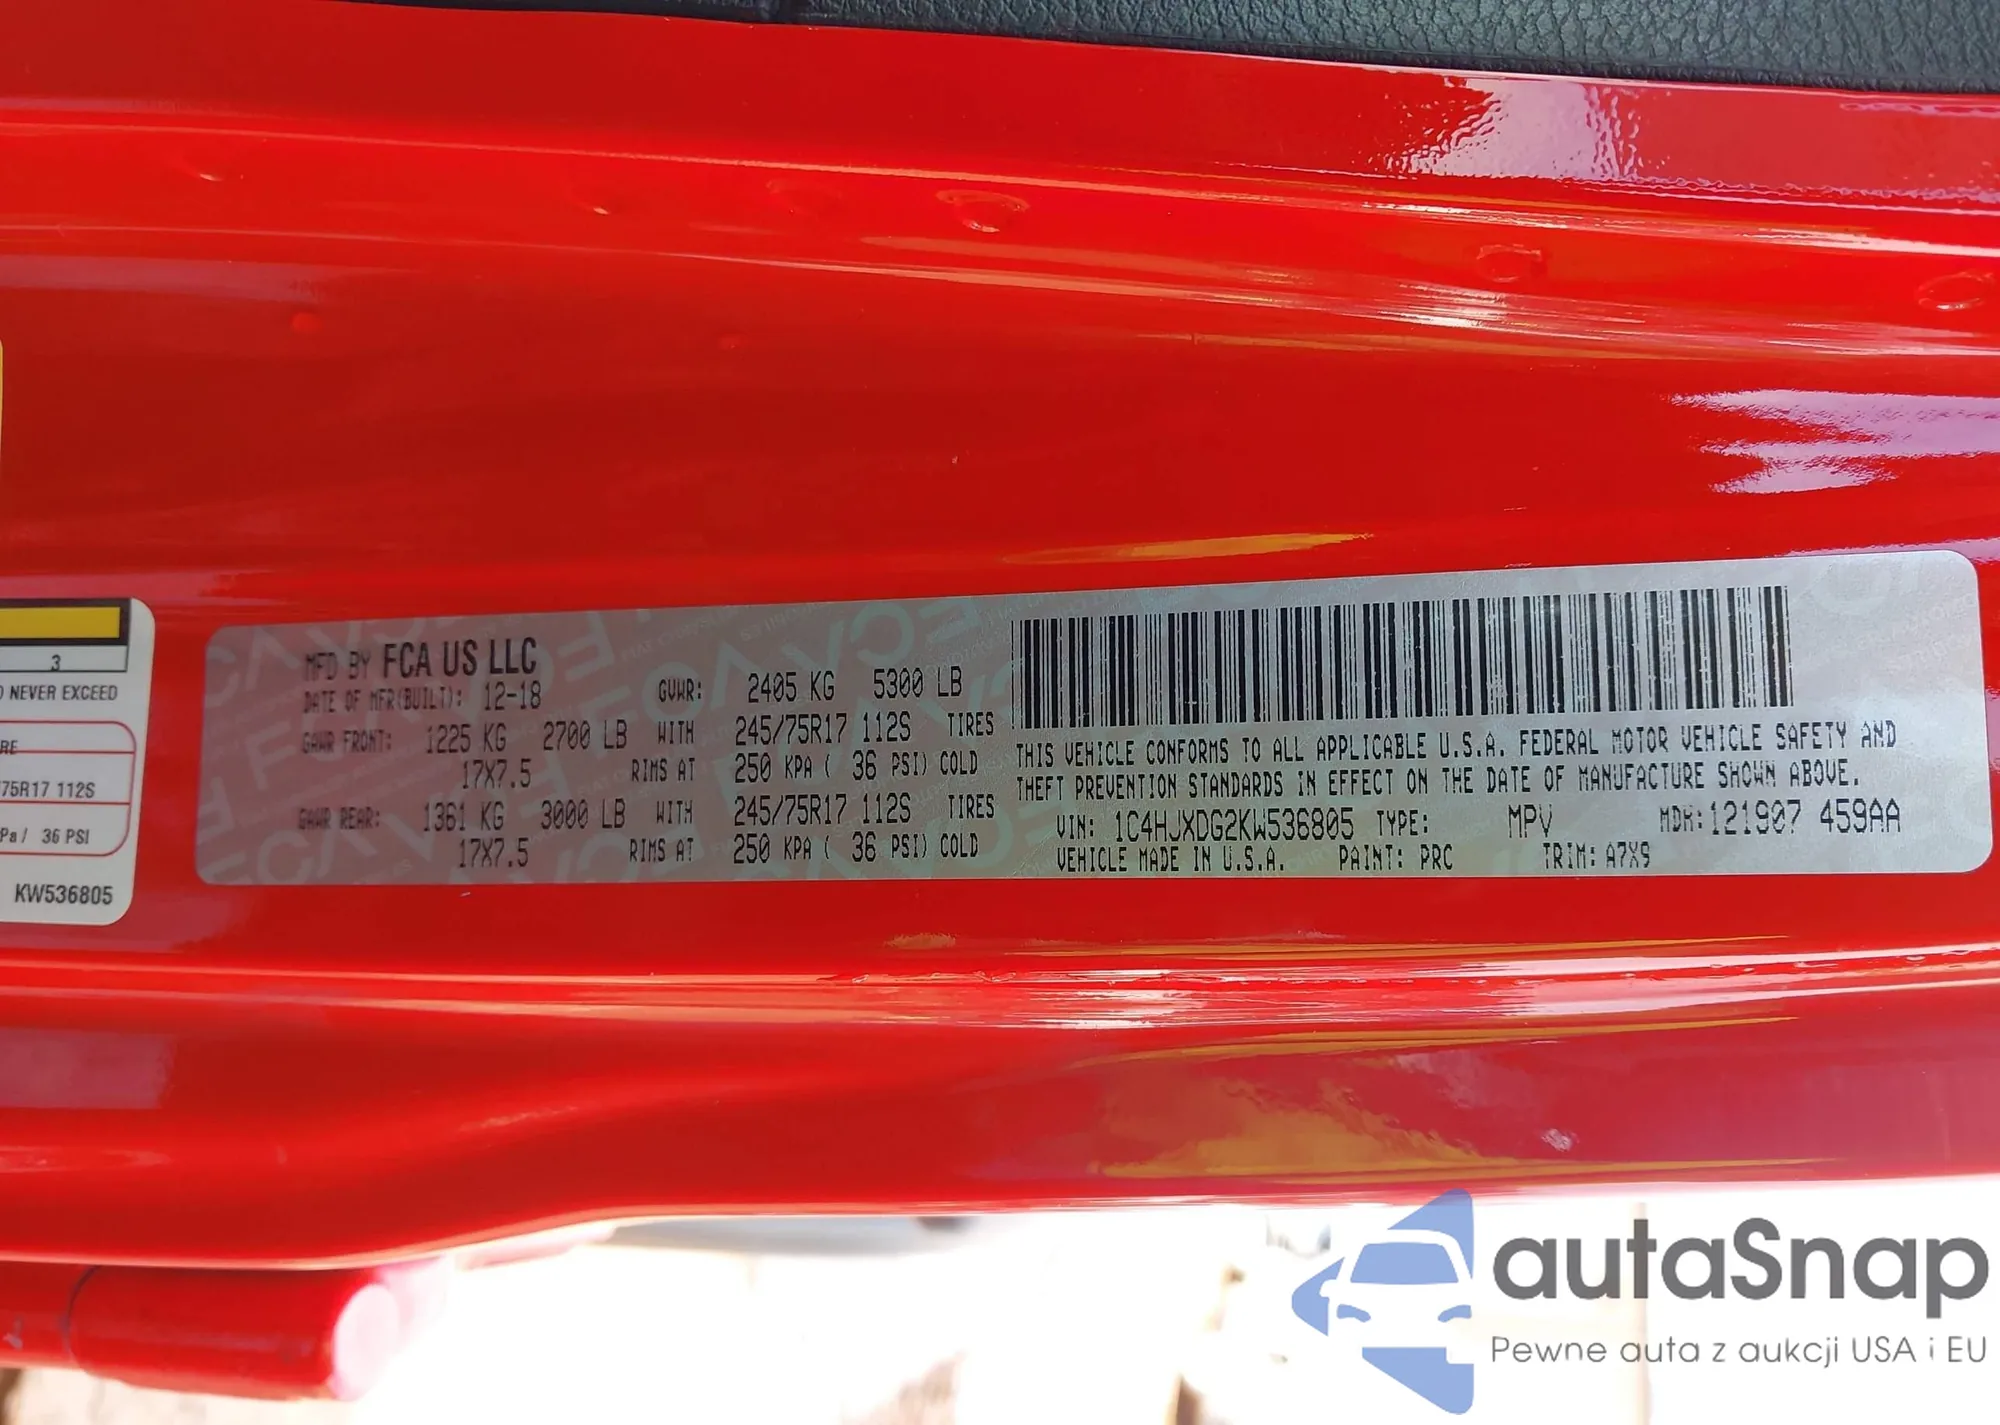 3
NEVER EXCEED
75R17 112S
36 PSI
KW536805
MFD BY FCA US LLC
DATE OF MFR(BUILT): 12-18 GVWR: 2405 KG 5300 LB
GAWR FRONT: 1225 KG 2700 LB WITH 245/75R17 112S TIRES
17X7.5 RIMS AT 250 KPA ( 36 PSI) COLD
GAWR REAR: 1361 KG 3000 LB WITH 245/75R17 112S TIRES
17X7.5 RIMS AT 250 KPA ( 36 PSI) COLD
THIS VEHICLE CONFORMS TO ALL APPLICABLE U.S.A. FEDERAL MOTOR VEHICLE SAFETY AND
THEFT PREVENTION STANDARDS IN EFFECT ON THE DATE OF MANUFACTURE SHOWN ABOVE.
VIN: 1C4HJXDG2KW536805 TYPE: MPV MDH: 121907 459AA
VEHICLE MADE IN U.S.A. PAINT: PRC TRIM: A7X9
autaSnap
Pewne auta z aukcji USA i EU